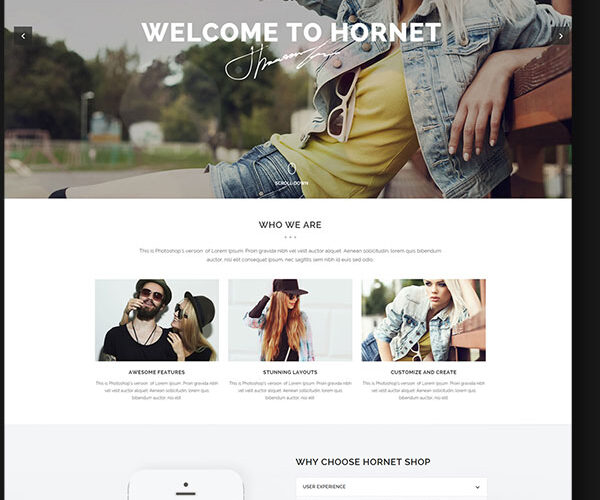 WELCOME TO HORNET
SCROLL DOWN
WHO WE ARE
This is Photoshop's version of Lorem Ipsum. Proin gravida nibh vel velit auctor aliquet. Aenean sollicitudin, lorem quis bibendum auctor,
nisi elit consequat ipsum, nec sagittis sem nibh id elit. Duis sed odio.
AWESOME FEATURES
This is Photoshop's version of Lorem Ipsum. Proin gravida nibh
vel velit auctor aliquet. Aenean sollicitudin, lorem quis
bibendum auctor, nisi elit
STUNNING LAYOUTS
This is Photoshop's version of Lorem Ipsum. Proin gravida nibh
vel velit auctor aliquet. Aenean sollicitudin, lorem quis
bibendum auctor, nisi elit
CUSTOMIZE AND CREATE
This is Photoshop's version of Lorem Ipsum. Proin gravida nibh
vel velit auctor aliquet. Aenean sollicitudin, lorem quis
bibendum auctor, nisi elit
WHY CHOOSE HORNET SHOP
USER EXPERIENCE